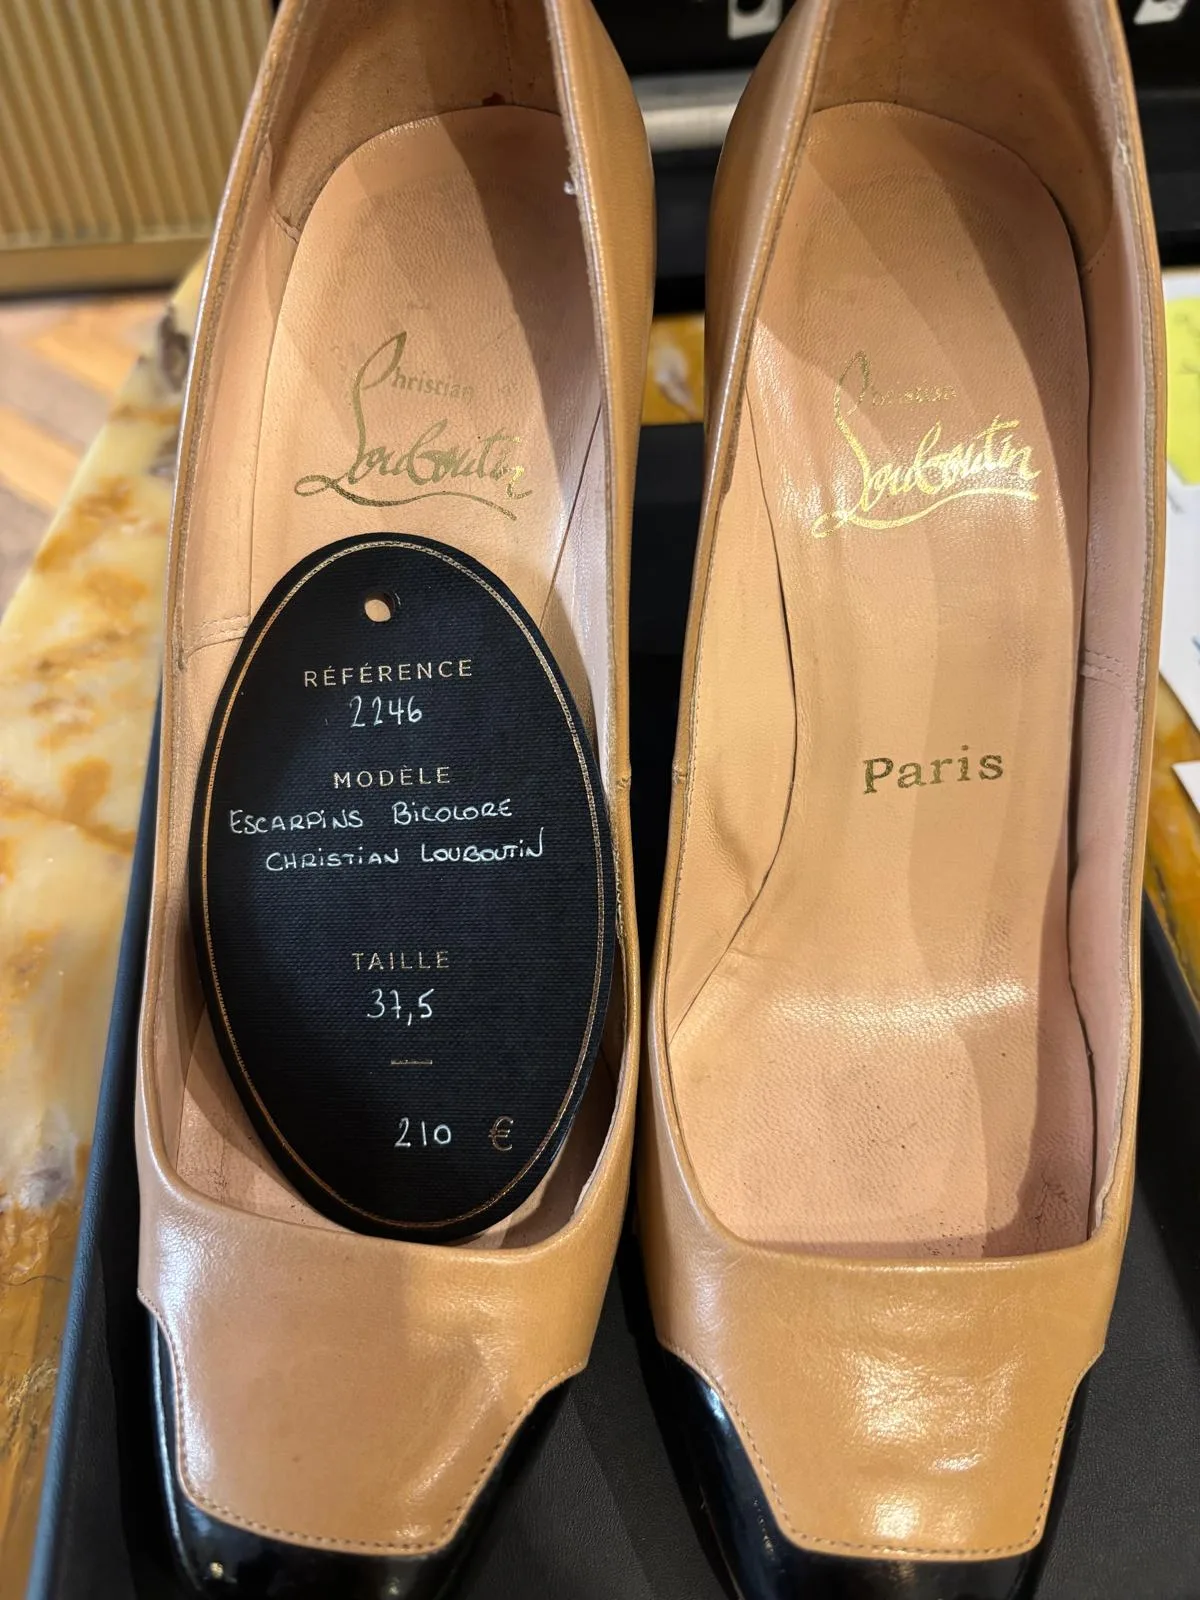 Christian
Louboutin
Christian
Louboutin
Paris
RÉFÉRENCE
2246
MODÈLE
ESCARPiNS BiCOLORE
CHRiSTiAN LOUBOUTiN
TAILLE
37,5
210 €